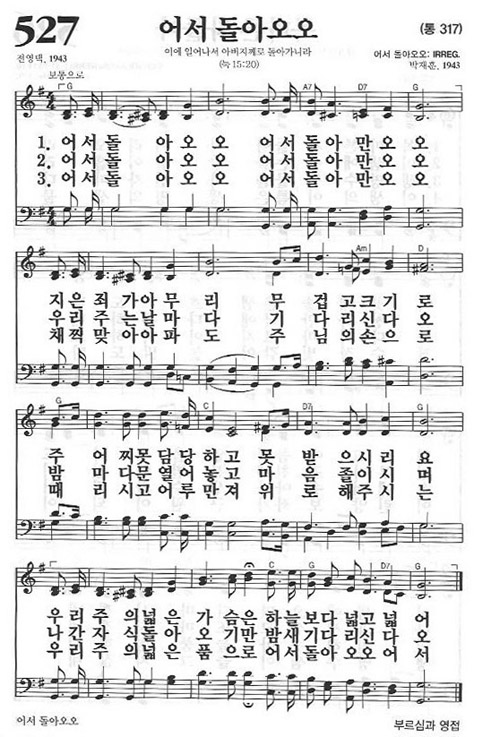 527
어서 돌아오오
(통 317)
이에 일어나서 아버지께로 돌아가니라
(눅 15:20)
전영택, 1943
어서 돌아오오: IRREG.
박재훈, 1943
보통으로
G A7 D7 G
1. 어서돌 아오오 어서돌아만오오
2. 어서돌 아오오 어서돌아만오오
3. 어서돌 아오오 어서돌아만오오
Am D
지은죄가아무리 무겁고크기로
우리주는날마다 기다리신다오
채찍맞아아파도 주님의손으로
G C D7 G
주어찌못담당하고못받으시리요
밤마다문열어놓고마음졸이시며
때리시고어루만져위로해주시는
G C G D7 G
우리주의넓은가슴은하늘보다넓고넓어
나간자식돌아오기만밤새기다리신다오
우리주의넓은품으로어서돌아오오어서
어서 돌아오오
부르심과 영접